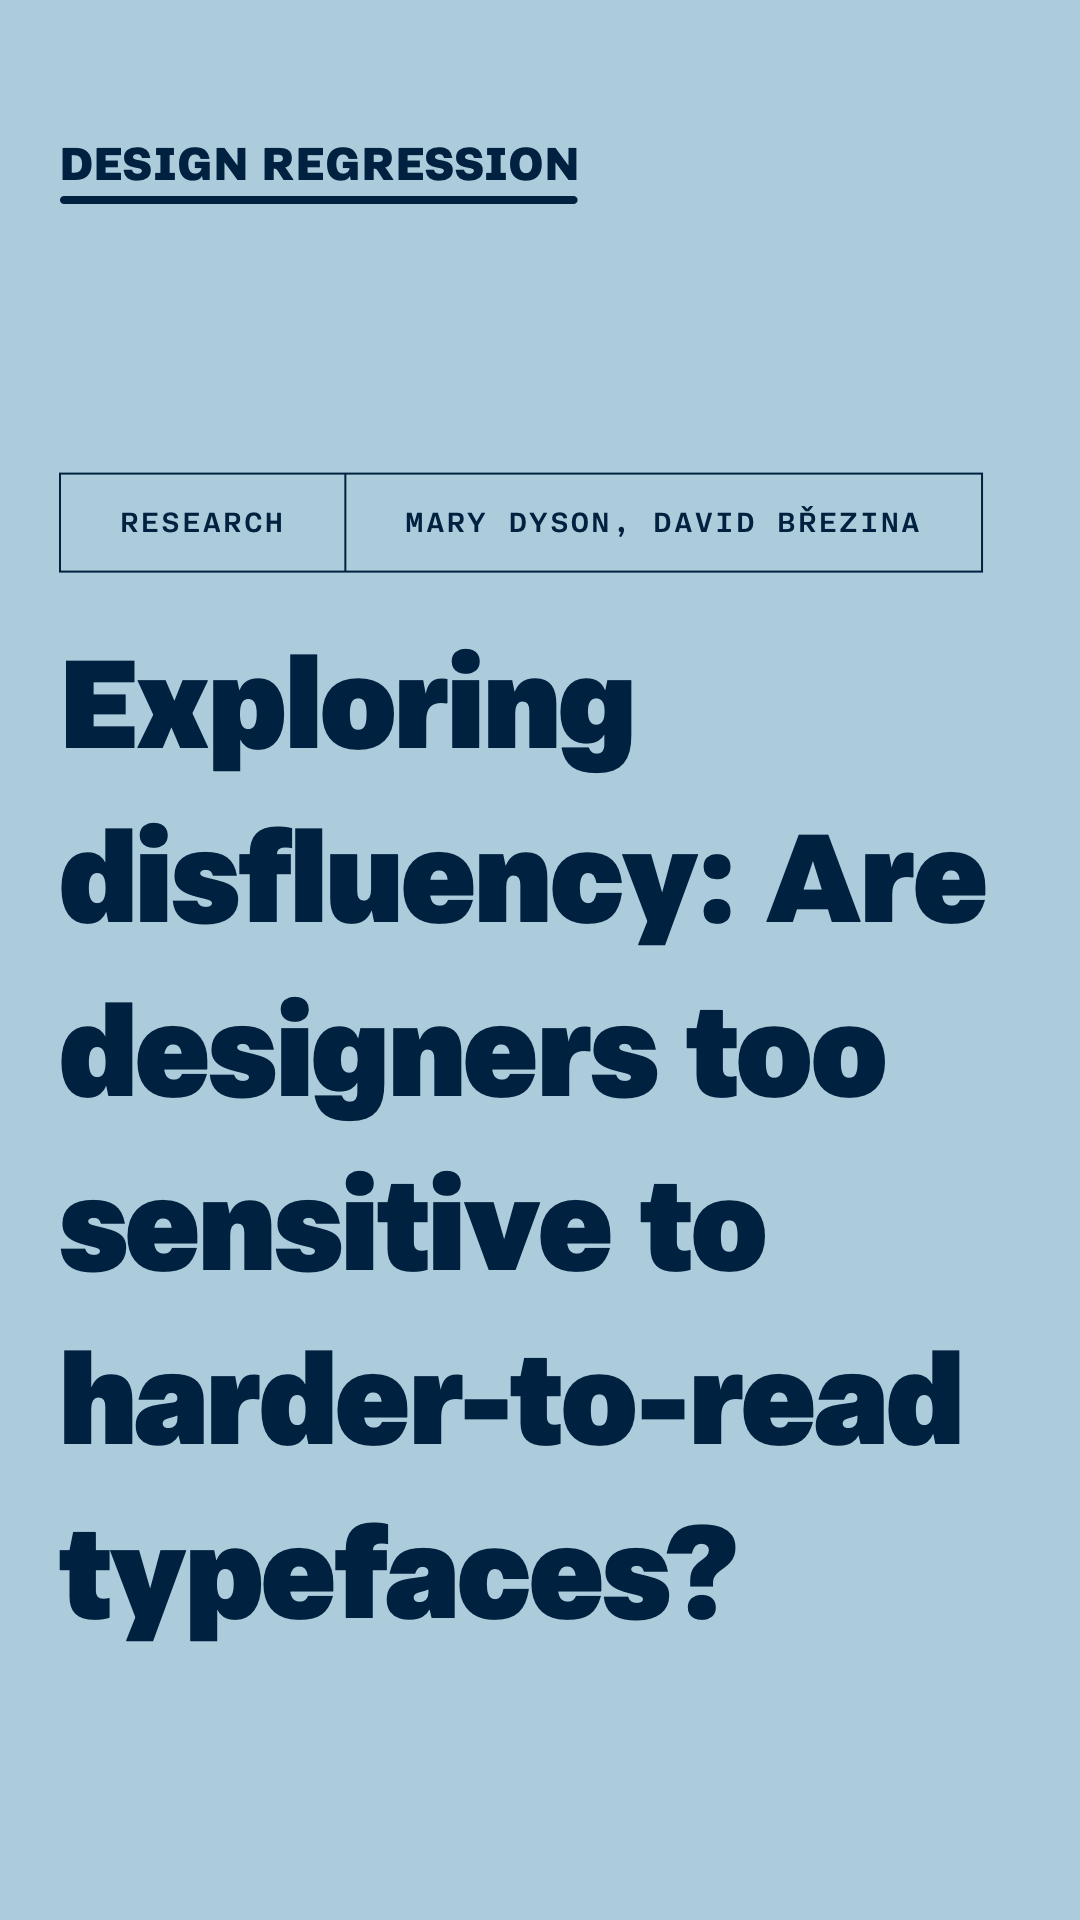 DESIGN REGRESSION
RESEARCH
MARY DYSON, DAVID BŘEZINA
Exploring
disfluency: Are
designers too
sensitive to
harder-to-read
typefaces?